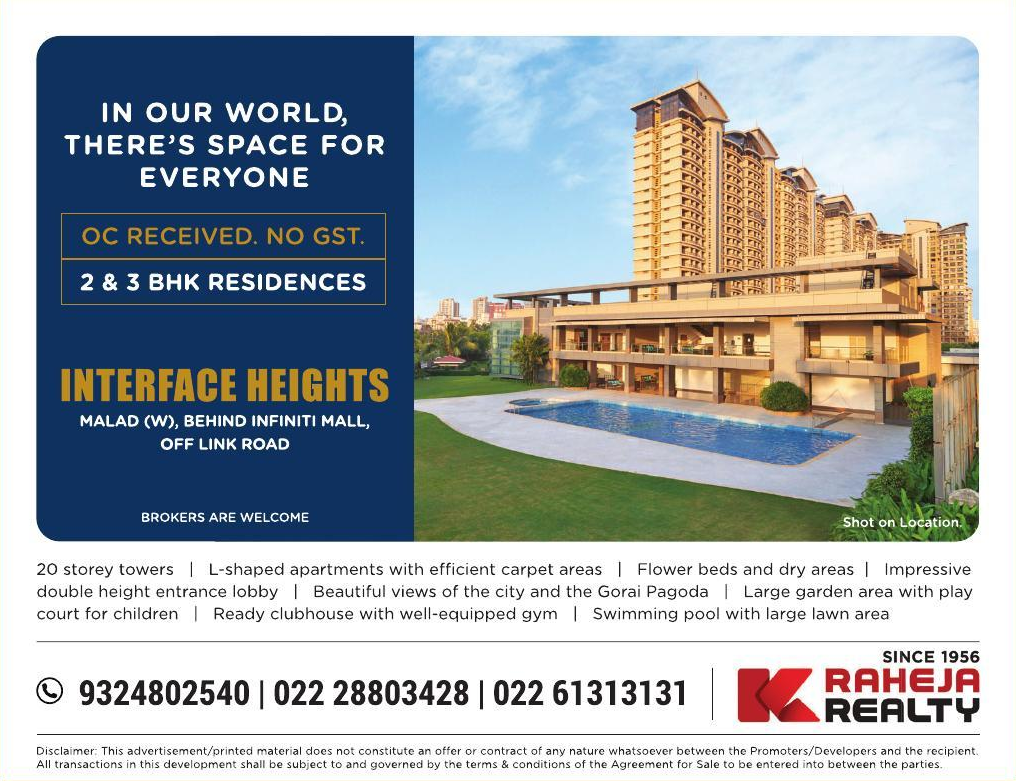 IN OUR WORLD,
THERE'S SPACE FOR
EVERYONE
OC RECEIVED. NO GST.
2 & 3 BHK RESIDENCES
INTERFACE HEIGHTS
MALAD (W), BEHIND INFINITI MALL,
OFF LINK ROAD
BROKERS ARE WELCOME
Shot on Location.
20 storey towers | L-shaped apartments with efficient carpet areas | Flower beds and dry areas | Impressive
double height entrance lobby | Beautiful views of the city and the Gorai Pagoda | Large garden area with play
court for children | Ready clubhouse with well-equipped gym | Swimming pool with large lawn area
9324802540 | 022 28803428 | 022 61313131
SINCE 1956
K RAHEJA
REALTY
Disclaimer: This advertisement/printed material does not constitute an offer or contract of any nature whatsoever between the Promoters/Developers and the recipient.
All transactions in this development shall be subject to and governed by the terms & conditions of the Agreement for Sale to be entered into between the parties.